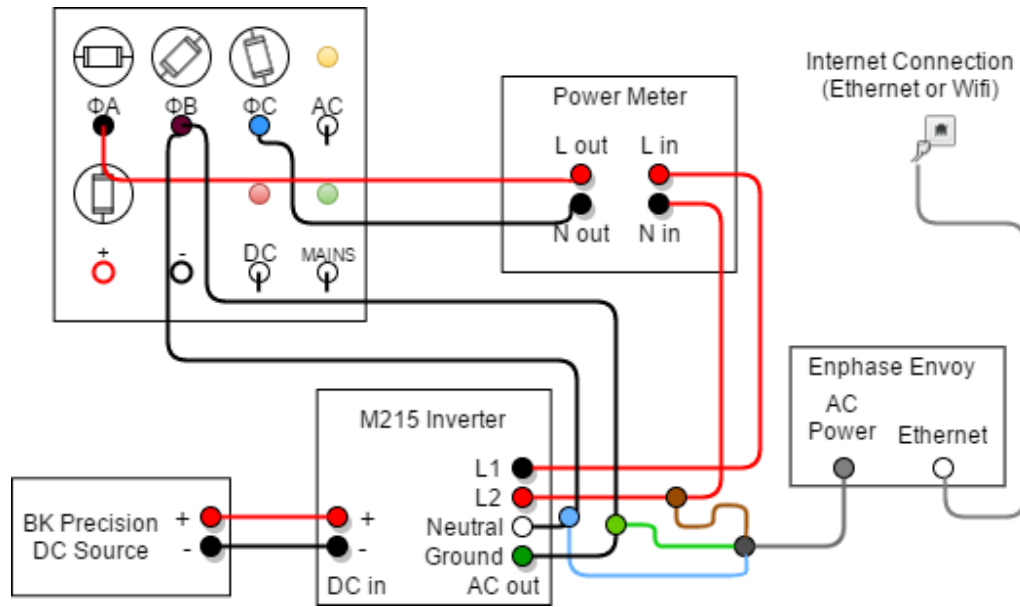 ΦA ΦB ΦC AC
+ - DC MAINS
Power Meter
L out L in
N out N in
Internet Connection
(Ethernet or Wifi)
Enphase Envoy
AC
Power
Ethernet
M215 Inverter
L1
L2
Neutral
Ground
AC out
+
-
DC in
BK Precision
DC Source
+
-